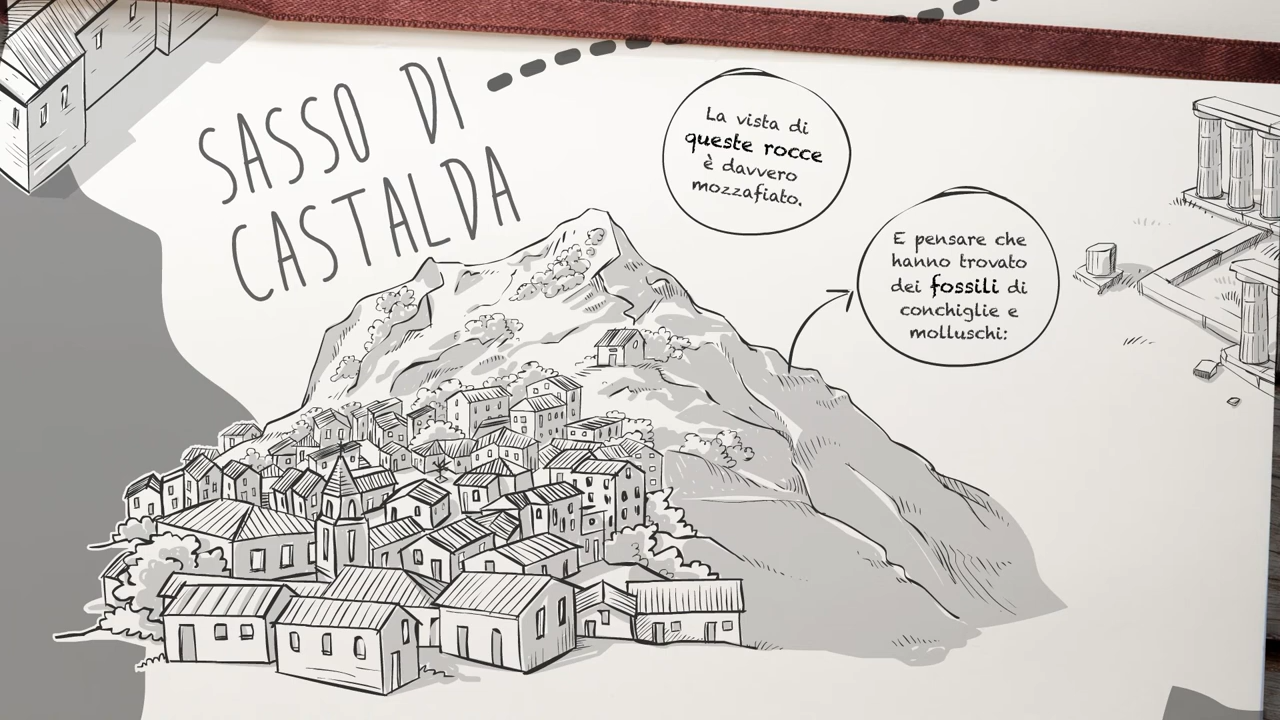 SASSO DI
CASTALDA
La vista di
queste rocce
è davvero
mozzafiato.
E pensare che
hanno trovato
dei fossili di
conchiglie e
molluschi: